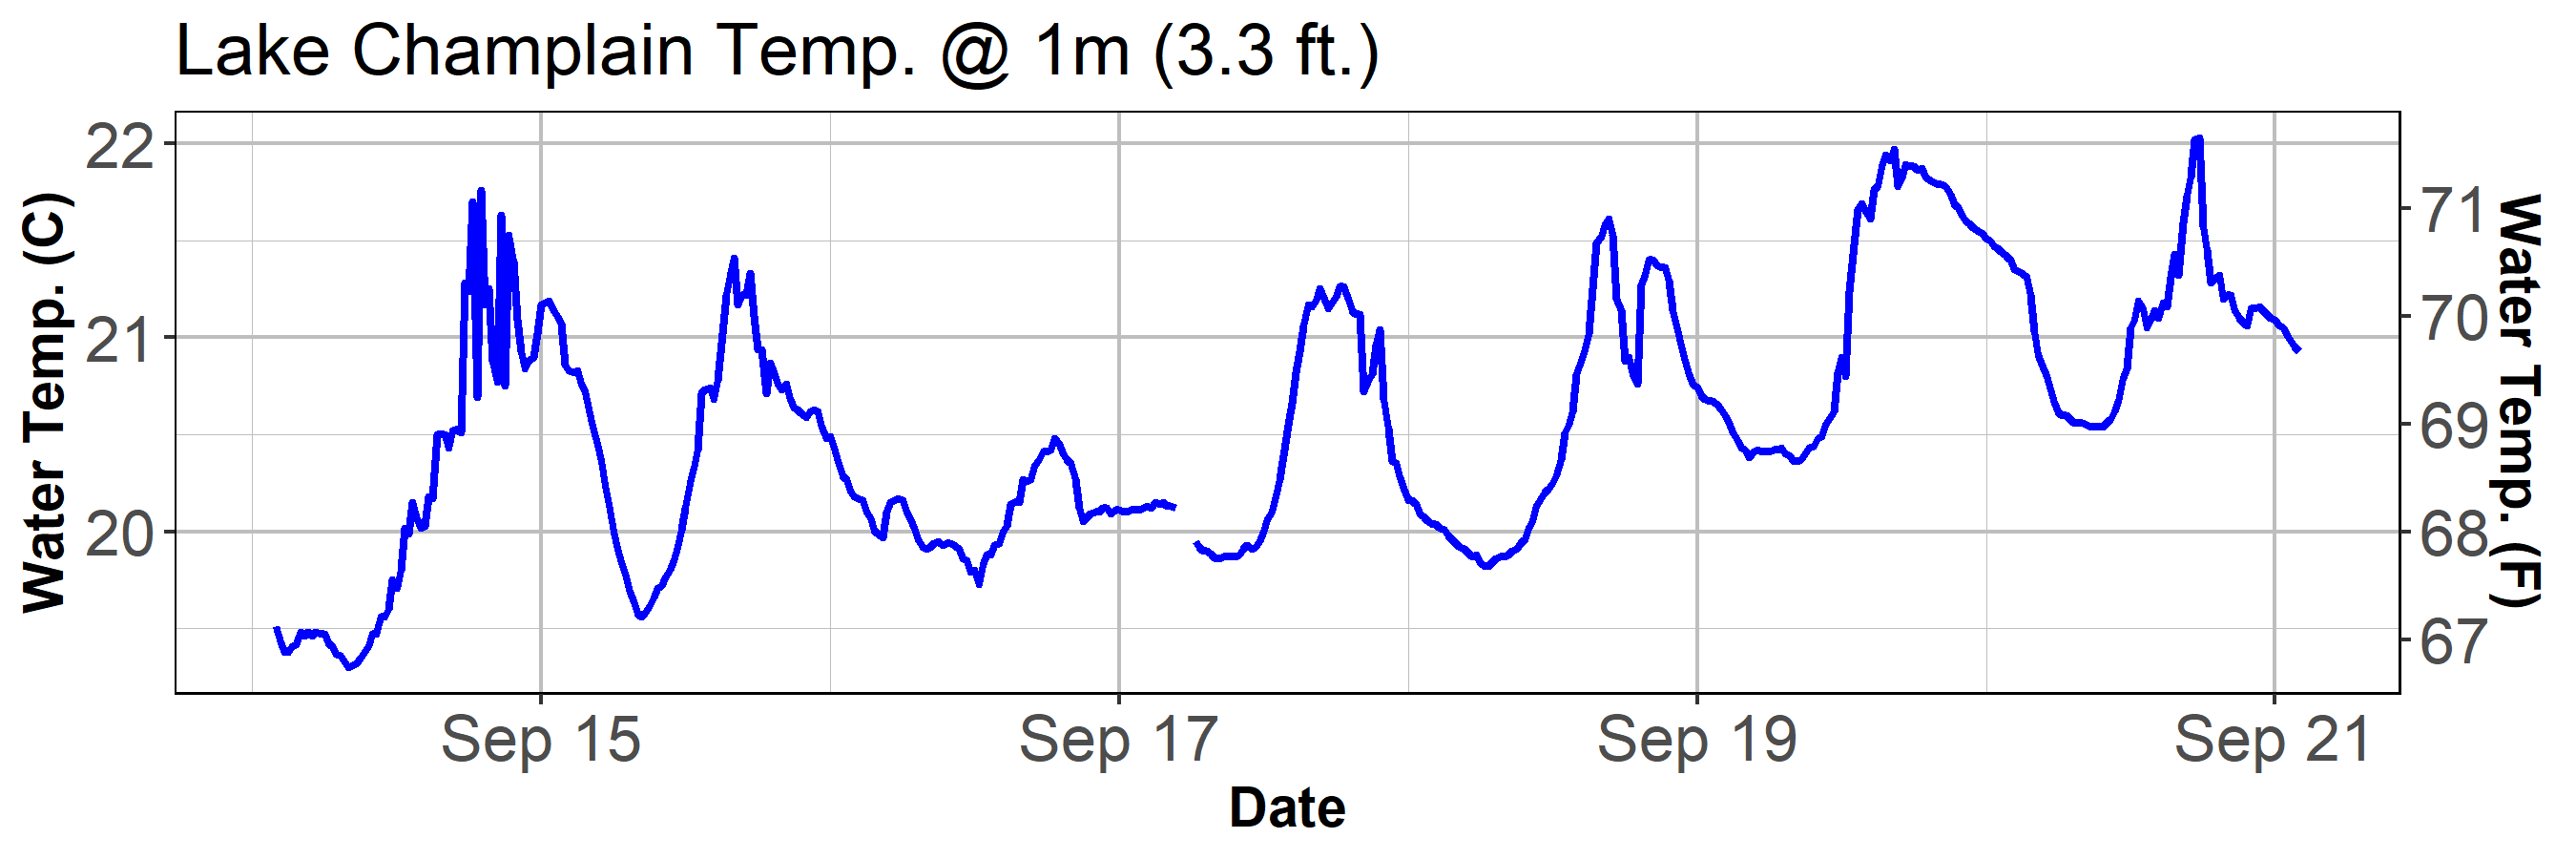 Lake Champlain Temp. @ 1m (3.3 ft.)
Water Temp. (C)
22
21
20
71
70
69
68
67
Water Temp. (F)
Sep 15
Sep 17
Sep 19
Sep 21
Date